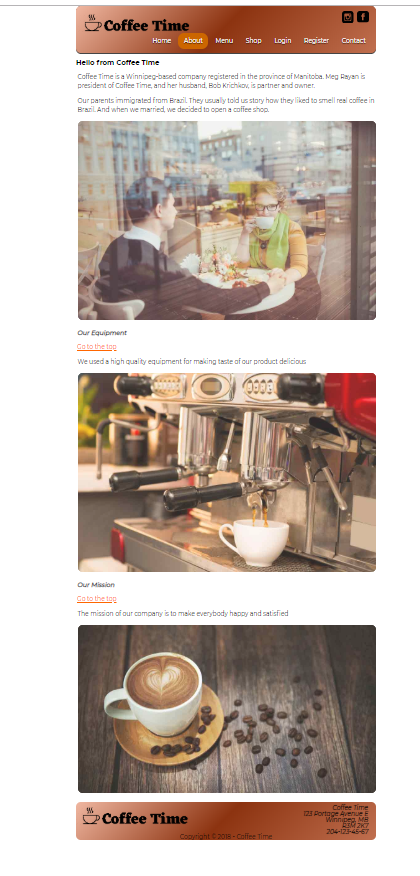 Coffee Time
Home About Menu Shop Login Register Contact
Hello from Coffee Time
Coffee Time is a Winnipeg-based company registered in the province of Manitoba. Meg Rayan is
president of Coffee Time, and her husband, Bob Krichkov, is partner and owner.
Our parents immigrated from Brazil. They usually told us story how they liked to smell real coffee in
Brazil. And when we married, we decided to open a coffee shop.
Our Equipment
Go to the top
We used a high quality equipment for making taste of our product delicious
Our Mission
Go to the top
The mission of our company is to make everybody happy and satisfied
Coffee Time
Coffee Time
123 Portage Avenue E
Winnipeg, MB
R3M 2K7
204-123-45-67
Copyright © 2018 - Coffee Time